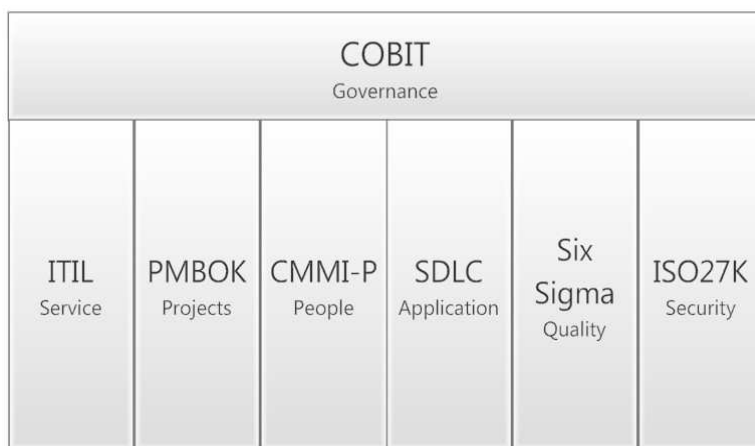 COBIT
Governance
ITIL
Service
PMBOK
Projects
CMMI-P
People
SDLC
Application
Six
Sigma
Quality
ISO27K
Security